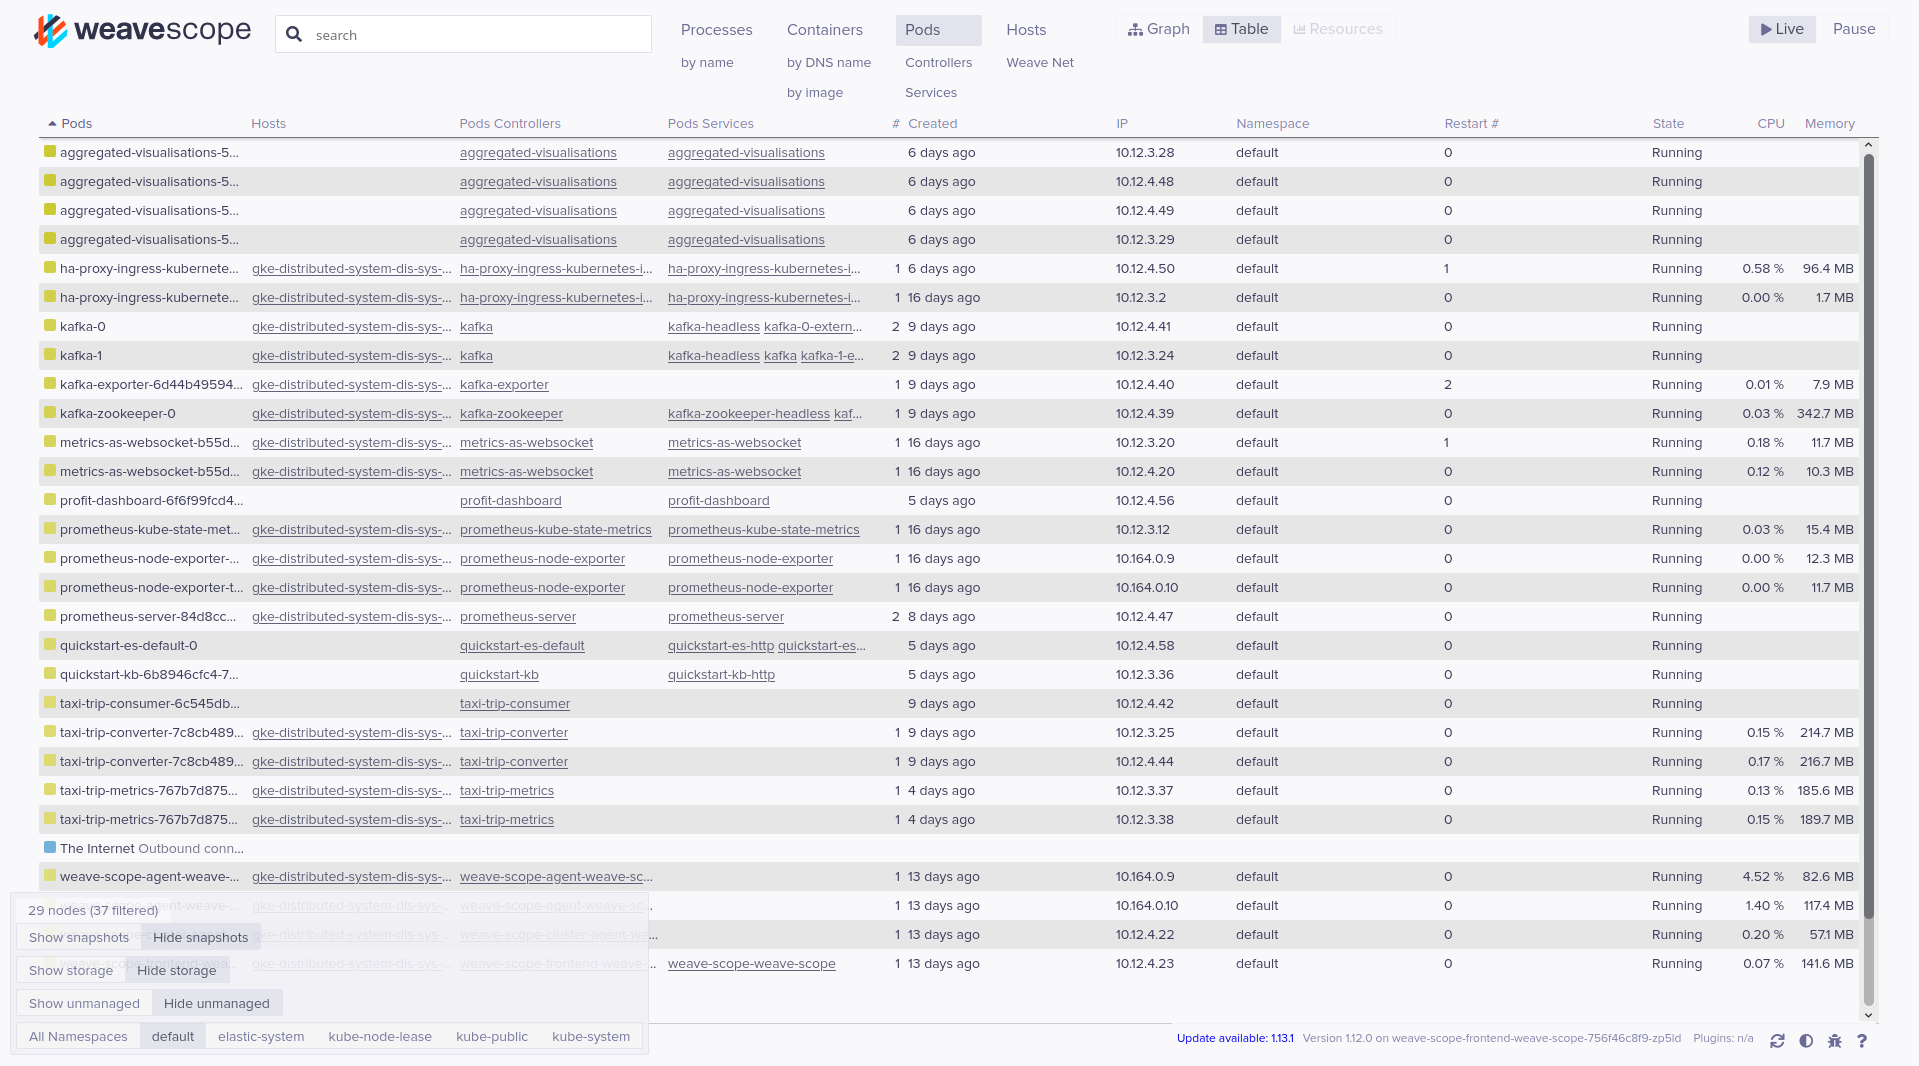 weavescope
search
Processes Containers Pods Hosts
by name by DNS name Controllers Weave Net
by image Services
Graph Table Resources
Live Pause
Pods Hosts Pods Controllers Pods Services # Created IP Namespace Restart # State CPU Memory
aggregated-visualisations-5... aggregated-visualisations aggregated-visualisations 6 days ago 10.12.3.28 default 0 Running
aggregated-visualisations-5... aggregated-visualisations aggregated-visualisations 6 days ago 10.12.4.48 default 0 Running
aggregated-visualisations-5... aggregated-visualisations aggregated-visualisations 6 days ago 10.12.4.49 default 0 Running
aggregated-visualisations-5... aggregated-visualisations aggregated-visualisations 6 days ago 10.12.3.29 default 0 Running
ha-proxy-ingress-kubernete... gke-distributed-system-dis-sys-... ha-proxy-ingress-kubernetes-i... ha-proxy-ingress-kubernetes-i... 1 6 days ago 10.12.4.50 default 1 Running 0.58 % 96.4 MB
ha-proxy-ingress-kubernete... gke-distributed-system-dis-sys-... ha-proxy-ingress-kubernetes-i... ha-proxy-ingress-kubernetes-i... 1 16 days ago 10.12.3.2 default 0 Running 0.00 % 1.7 MB
kafka-0 gke-distributed-system-dis-sys-... kafka kafka-headless kafka-0-extern... 2 9 days ago 10.12.4.41 default 0 Running
kafka-1 gke-distributed-system-dis-sys-... kafka kafka-headless kafka kafka-1-e... 2 9 days ago 10.12.3.24 default 0 Running
kafka-exporter-6d44b49594... gke-distributed-system-dis-sys-... kafka-exporter 1 9 days ago 10.12.4.40 default 2 Running 0.01 % 7.9 MB
kafka-zookeeper-0 gke-distributed-system-dis-sys-... kafka-zookeeper kafka-zookeeper-headless kaf... 1 9 days ago 10.12.4.39 default 0 Running 0.03 % 342.7 MB
metrics-as-websocket-b55d... gke-distributed-system-dis-sys-... metrics-as-websocket metrics-as-websocket 1 16 days ago 10.12.3.20 default 1 Running 0.18 % 11.7 MB
metrics-as-websocket-b55d... gke-distributed-system-dis-sys-... metrics-as-websocket metrics-as-websocket 1 16 days ago 10.12.4.20 default 0 Running 0.12 % 10.3 MB
profit-dashboard-6f6f99fcd4... profit-dashboard profit-dashboard 5 days ago 10.12.4.56 default 0 Running
prometheus-kube-state-met... gke-distributed-system-dis-sys-... prometheus-kube-state-metrics prometheus-kube-state-metrics 1 16 days ago 10.12.3.12 default 0 Running 0.03 % 15.4 MB
prometheus-node-exporter-... gke-distributed-system-dis-sys-... prometheus-node-exporter prometheus-node-exporter 1 16 days ago 10.164.0.9 default 0 Running 0.00 % 12.3 MB
prometheus-node-exporter-t... gke-distributed-system-dis-sys-... prometheus-node-exporter prometheus-node-exporter 1 16 days ago 10.164.0.10 default 0 Running 0.00 % 11.7 MB
prometheus-server-84d8cc... gke-distributed-system-dis-sys-... prometheus-server prometheus-server 2 8 days ago 10.12.4.47 default 0 Running
quickstart-es-default-0 quickstart-es-default quickstart-es-http quickstart-es... 5 days ago 10.12.4.58 default 0 Running
quickstart-kb-6b8946cfc4-7... quickstart-kb quickstart-kb-http 5 days ago 10.12.3.36 default 0 Running
taxi-trip-consumer-6c545db... taxi-trip-consumer 9 days ago 10.12.4.42 default 0 Running
taxi-trip-converter-7c8cb489... gke-distributed-system-dis-sys-... taxi-trip-converter 1 9 days ago 10.12.3.25 default 0 Running 0.15 % 214.7 MB
taxi-trip-converter-7c8cb489... gke-distributed-system-dis-sys-... taxi-trip-converter 1 9 days ago 10.12.4.44 default 0 Running 0.17 % 216.7 MB
taxi-trip-metrics-767b7d875... gke-distributed-system-dis-sys-... taxi-trip-metrics 1 4 days ago 10.12.3.37 default 0 Running 0.13 % 185.6 MB
taxi-trip-metrics-767b7d875... gke-distributed-system-dis-sys-... taxi-trip-metrics 1 4 days ago 10.12.3.38 default 0 Running 0.15 % 189.7 MB
The Internet Outbound conn...
weave-scope-agent-weave-... gke-distributed-system-dis-sys-... weave-scope-agent-weave-sc... 1 13 days ago 10.164.0.9 default 0 Running 4.52 % 82.6 MB
weave-scope-agent-weave-... gke-distributed-system-dis-sys-... weave-scope-agent-weave-sc... 1 13 days ago 10.164.0.10 default 0 Running 1.40 % 117.4 MB
gke-distributed-system-dis-sys-... weave-scope-cluster-agent-we... 1 13 days ago 10.12.4.22 default 0 Running 0.20 % 57.1 MB
weave-scope-frontend-wea... gke-distributed-system-dis-sys-... weave-scope-frontend-weave-... weave-scope-weave-scope 1 13 days ago 10.12.4.23 default 0 Running 0.07 % 141.6 MB
29 nodes (37 filtered)
Show snapshots Hide snapshots
Show storage Hide storage
Show unmanaged Hide unmanaged
All Namespaces default elastic-system kube-node-lease kube-public kube-system
Update available: 1.13.1 Version 1.12.0 on weave-scope-frontend-weave-scope-756f46c8f9-zp5ld Plugins: n/a